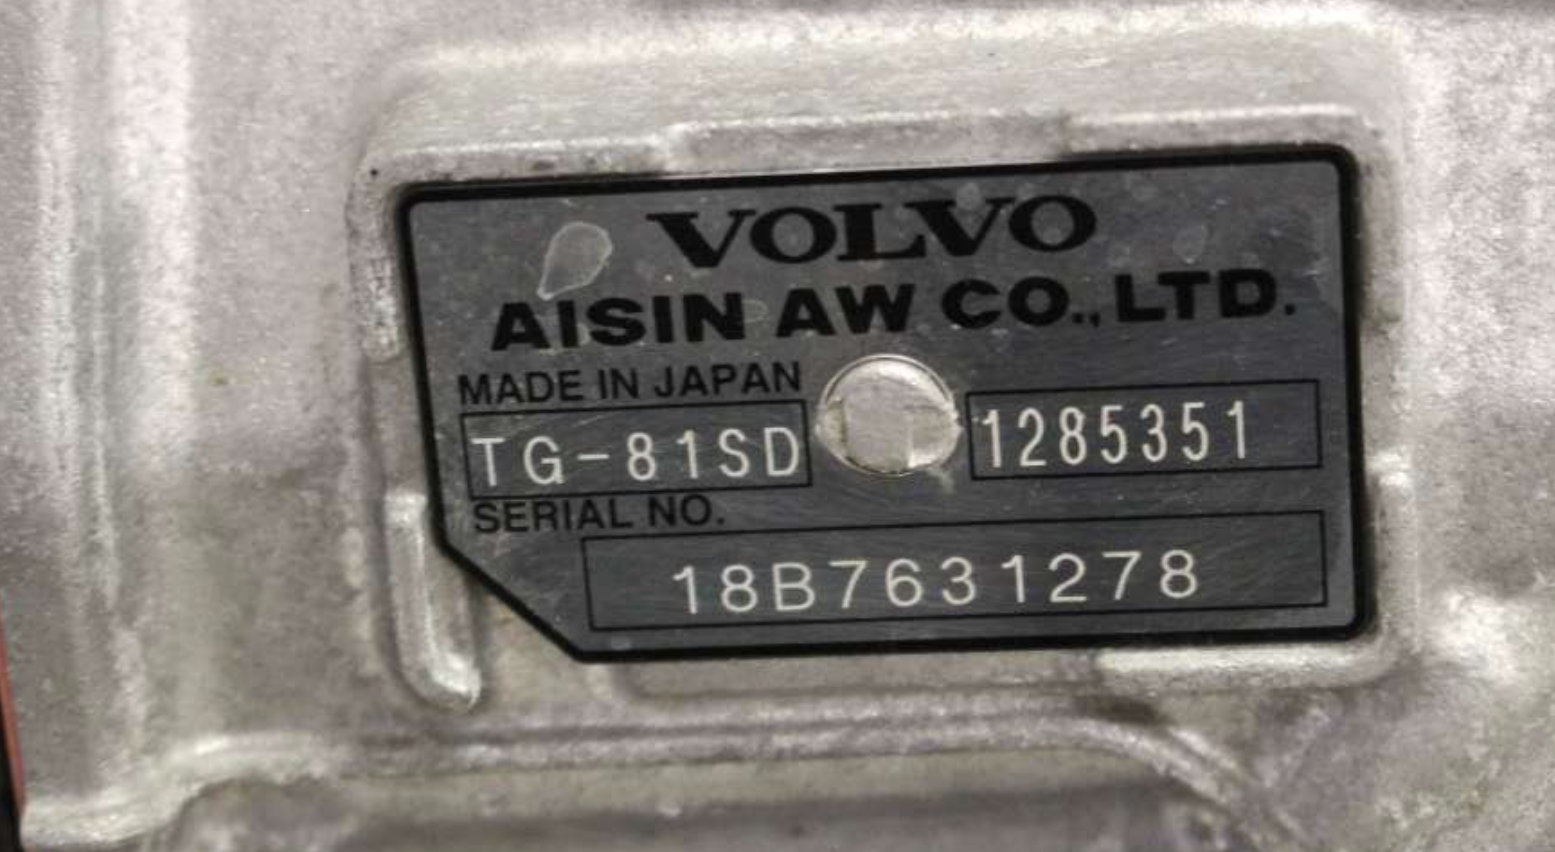 VOLVO
AISIN AW CO., LTD.
MADE IN JAPAN
TG-81SD 1285351
SERIAL NO.
18B7631278